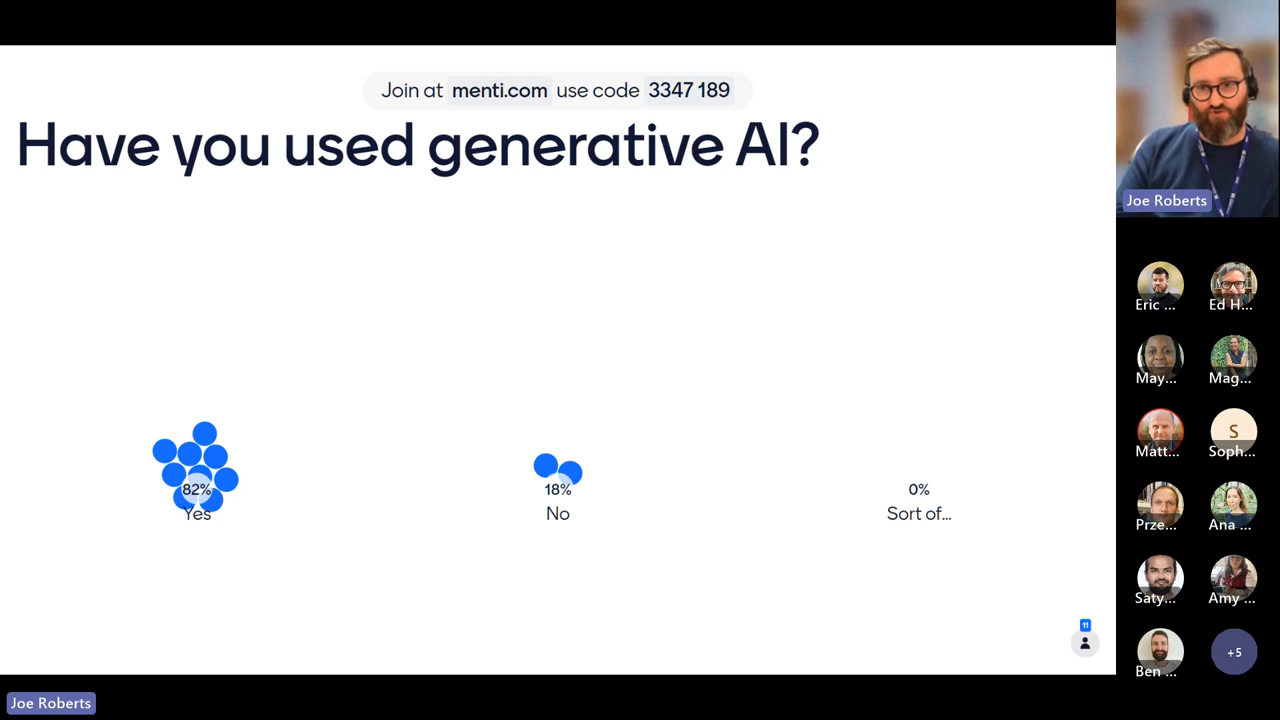 Join at menti.com use code 3347 189
Have you used generative AI?
82%
Yes
18%
No
0%
Sort of...
11
Joe Roberts
Eric ...
Ed H...
May...
Mag...
Matt...
S
Soph...
Prze...
Ana ...
Saty...
Amy ...
Ben ...
+5
Joe Roberts